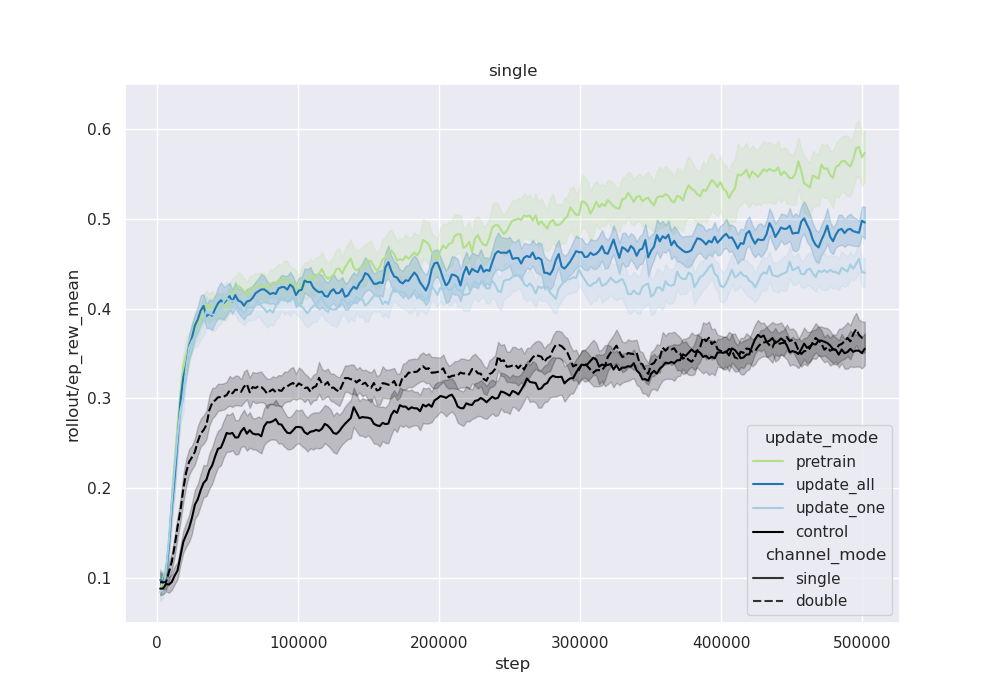 single
rollout/ep_rew_mean
0.6
0.5
0.4
0.3
0.2
0.1
0
100000
200000
300000
400000
500000
step
update_mode
pretrain
update_all
update_one
control
channel_mode
single
double